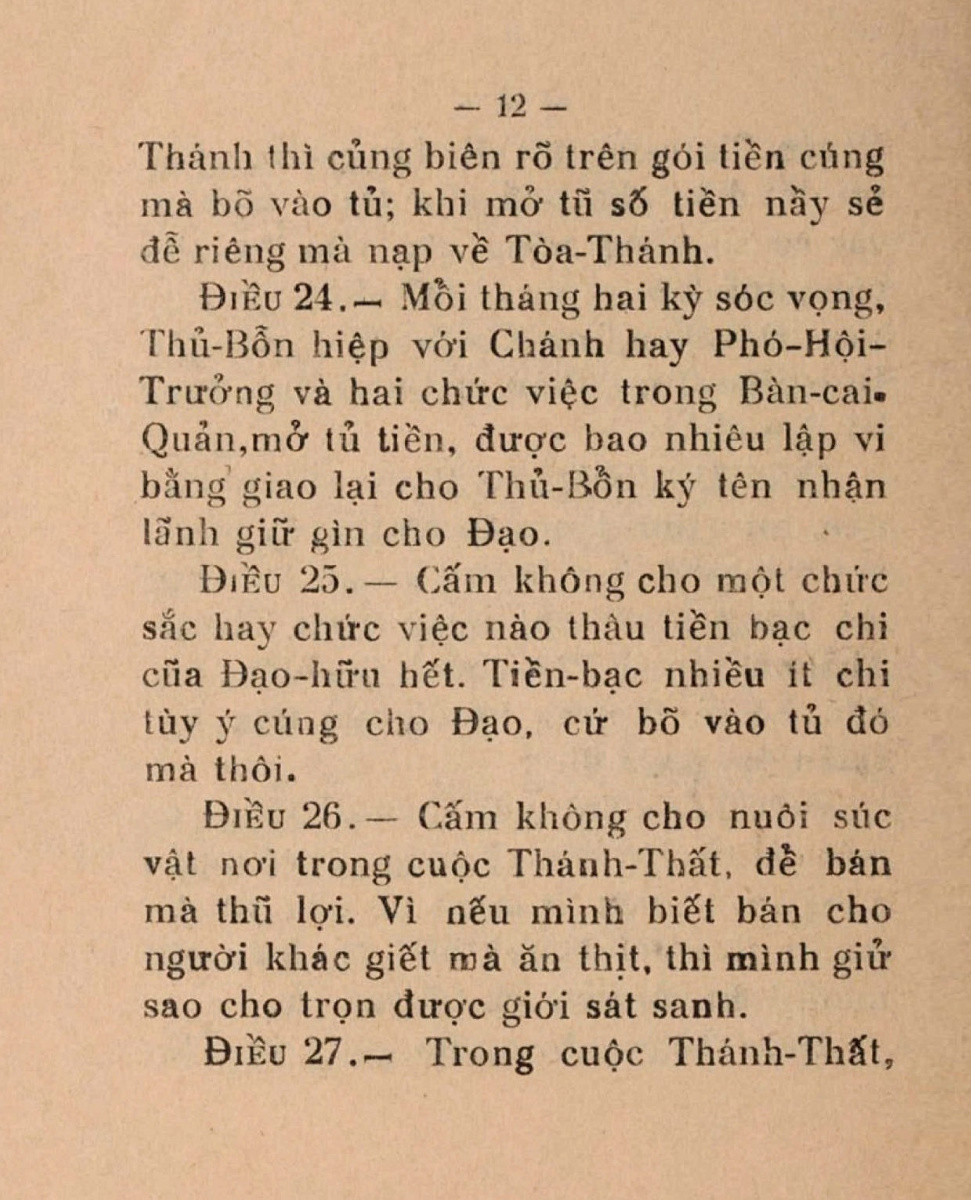 — 12 —
Thánh thì củng biên rõ trên gói tiền cúng
mà bõ vào tủ; khi mở tũ số tiền nầy sẻ
để riêng mà nạp về Tòa-Thánh.
ĐIỀU 24.— Mổi tháng hai kỳ sóc vọng,
Thủ-Bỗn hiệp với Chánh hay Phó-Hội-
Trưởng và hai chức việc trong Bàn-cai-
Quản,mở tủ tiền, được bao nhiêu lập vi
bằng giao lại cho Thủ-Bổn ký tên nhận
lãnh giữ gìn cho Đạo.
ĐIỀU 25. — Cấm không cho một chức
sắc hay chức việc nào thâu tiền bạc chi
cũa Đạo-hữu hết. Tiền-bạc nhiều ít chi
tùy ý cúng cho Đạo, cứ bõ vào tủ đó
mà thôi.
ĐIỀU 26. — Cấm không cho nuôi súc
vật nơi trong cuộc Thánh-Thất, để bán
mà thũ lợi. Vì nếu mình biết bán cho
người khác giết mà ăn thịt, thì mình giử
sao cho trọn được giới sát sanh.
ĐIỀU 27.— Trong cuộc Thánh-Thất,